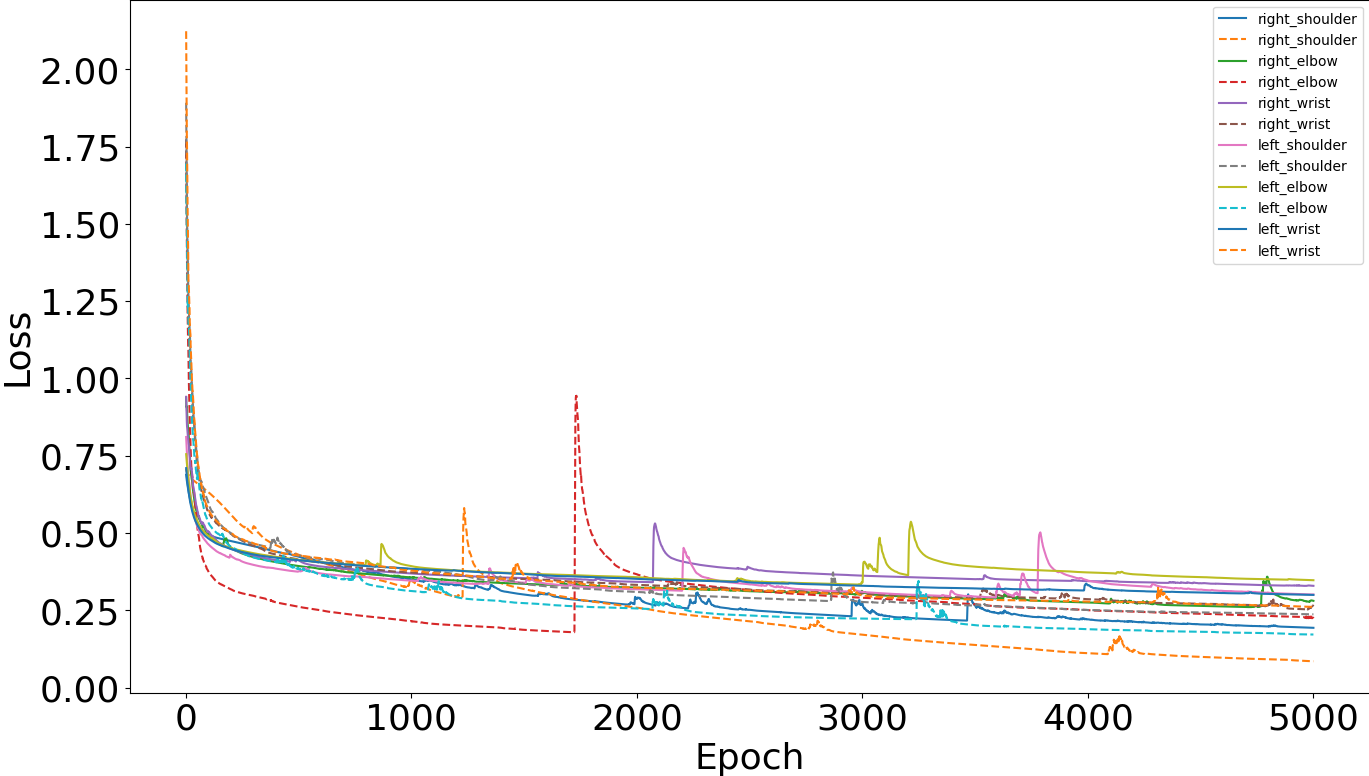 right_shoulder
right_shoulder
right_elbow
right_elbow
right_wrist
right_wrist
left_shoulder
left_shoulder
left_elbow
left_elbow
left_wrist
left_wrist
2.00
1.75
1.50
1.25
1.00
0.75
0.50
0.25
0.00
Loss
0 1000 2000 3000 4000 5000
Epoch